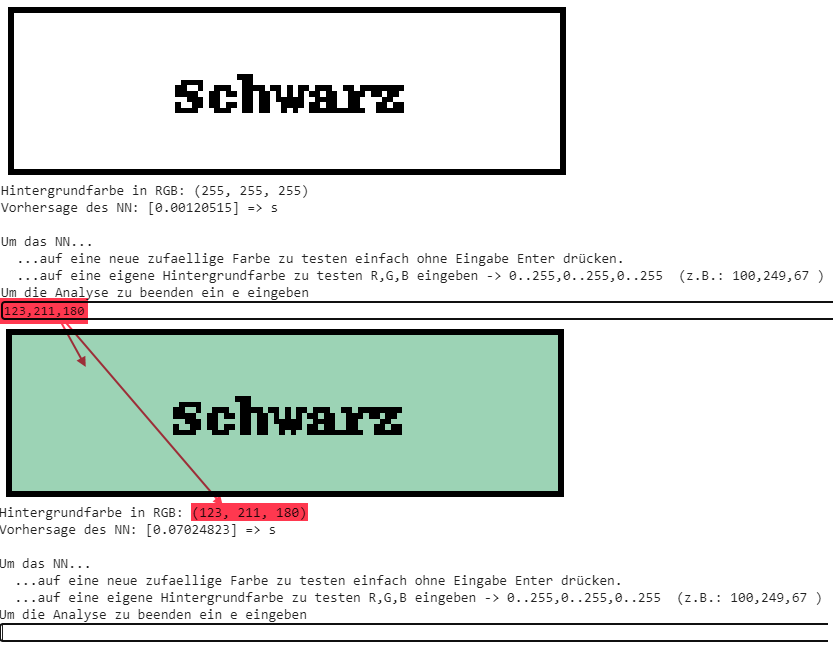 schwarz
Hintergrundfarbe in RGB: (255, 255, 255)
Vorhersage des NN: [0.00120515] => s
Um das NN...
...auf eine neue zufaellige Farbe zu testen einfach ohne Eingabe Enter drücken.
...auf eine eigene Hintergrundfarbe zu testen R,G,B eingeben -> 0..255,0..255,0..255 (z.B.: 100,249,67 )
Um die Analyse zu beenden ein e eingeben
123,211,180
schwarz
Hintergrundfarbe in RGB: (123, 211, 180)
Vorhersage des NN: [0.07024823] => s
Um das NN...
...auf eine neue zufaellige Farbe zu testen einfach ohne Eingabe Enter drücken.
...auf eine eigene Hintergrundfarbe zu testen R,G,B eingeben -> 0..255,0..255,0..255 (z.B.: 100,249,67 )
Um die Analyse zu beenden ein e eingeben